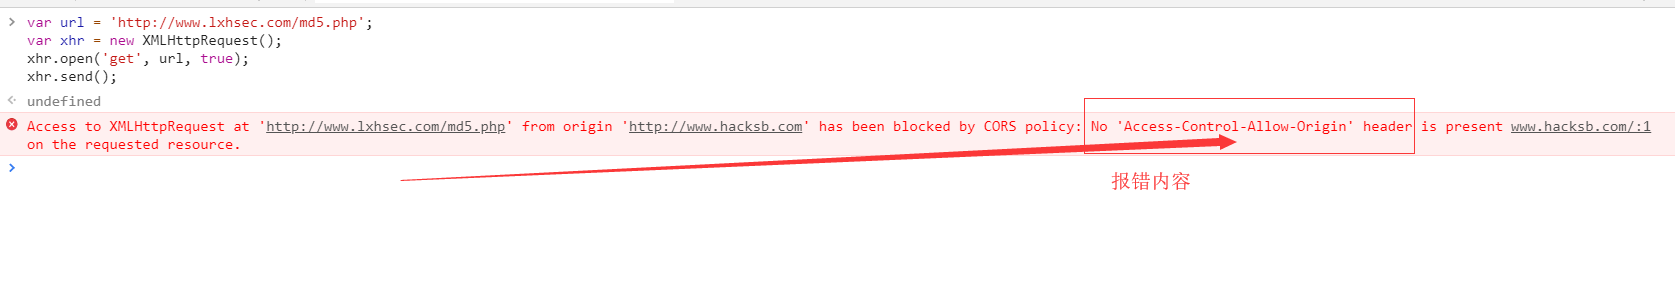 var url = 'http://www.lxhsec.com/md5.php';
var xhr = new XMLHttpRequest();
xhr.open('get', url, true);
xhr.send();
undefined
Access to XMLHttpRequest at 'http://www.lxhsec.com/md5.php' from origin 'http://www.hacksb.com' has been blocked by CORS policy: No 'Access-Control-Allow-Origin' header is present www.hacksb.com/:1
on the requested resource.
报错内容